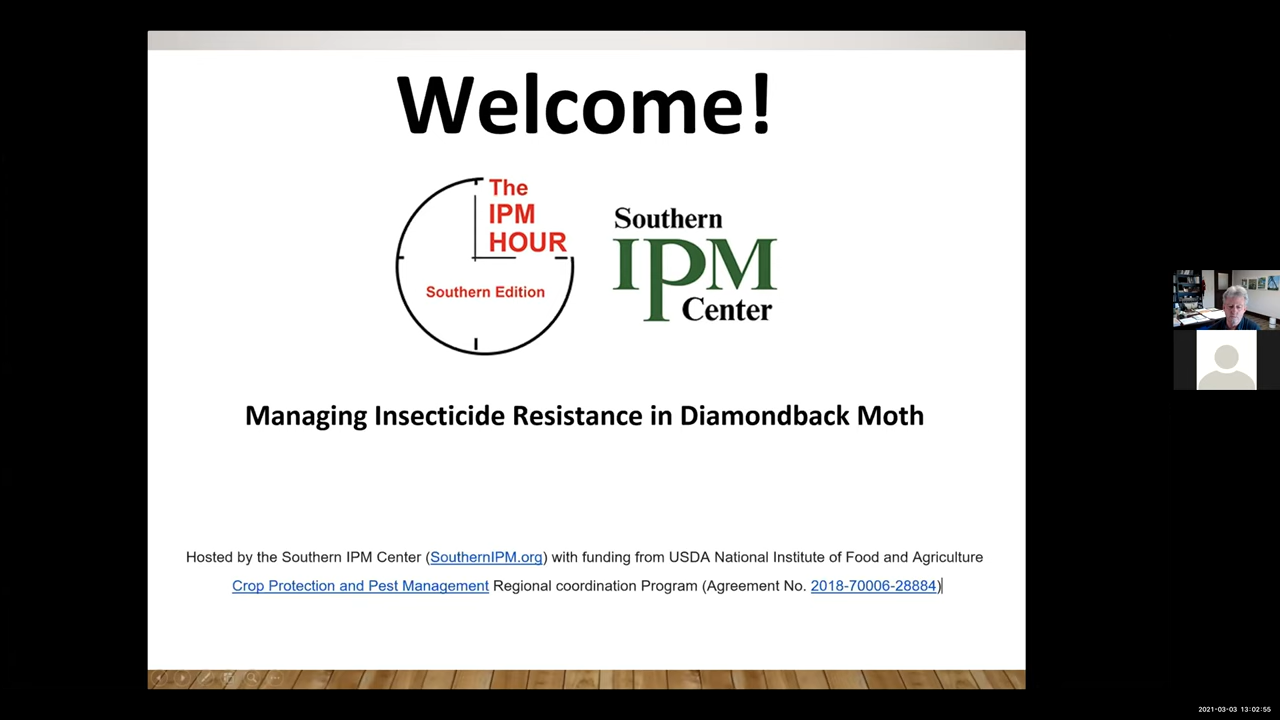 Welcome!
The
IPM
HOUR
Southern Edition
Southern
IPM
Center
Managing Insecticide Resistance in Diamondback Moth
Hosted by the Southern IPM Center (SouthernIPM.org) with funding from USDA National Institute of Food and Agriculture
Crop Protection and Pest Management Regional coordination Program (Agreement No. 2018-70006-28884)
2021-03-03 13:02:55